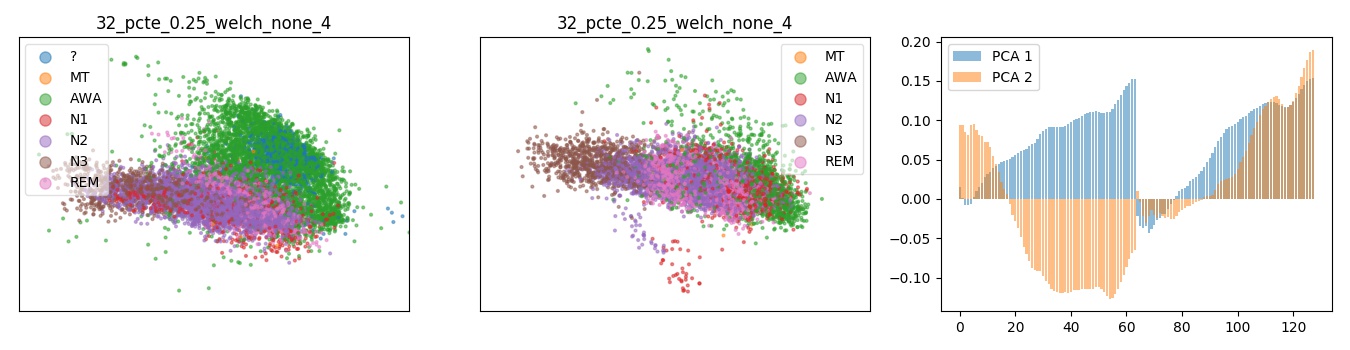 32_pcte_0.25_welch_none_4
?
MT
AWA
N1
N2
N3
REM
32_pcte_0.25_welch_none_4
MT
AWA
N1
N2
N3
REM
PCA 1
PCA 2
0.20
0.15
0.10
0.05
0.00
−0.05
−0.10
0 20 40 60 80 100 120